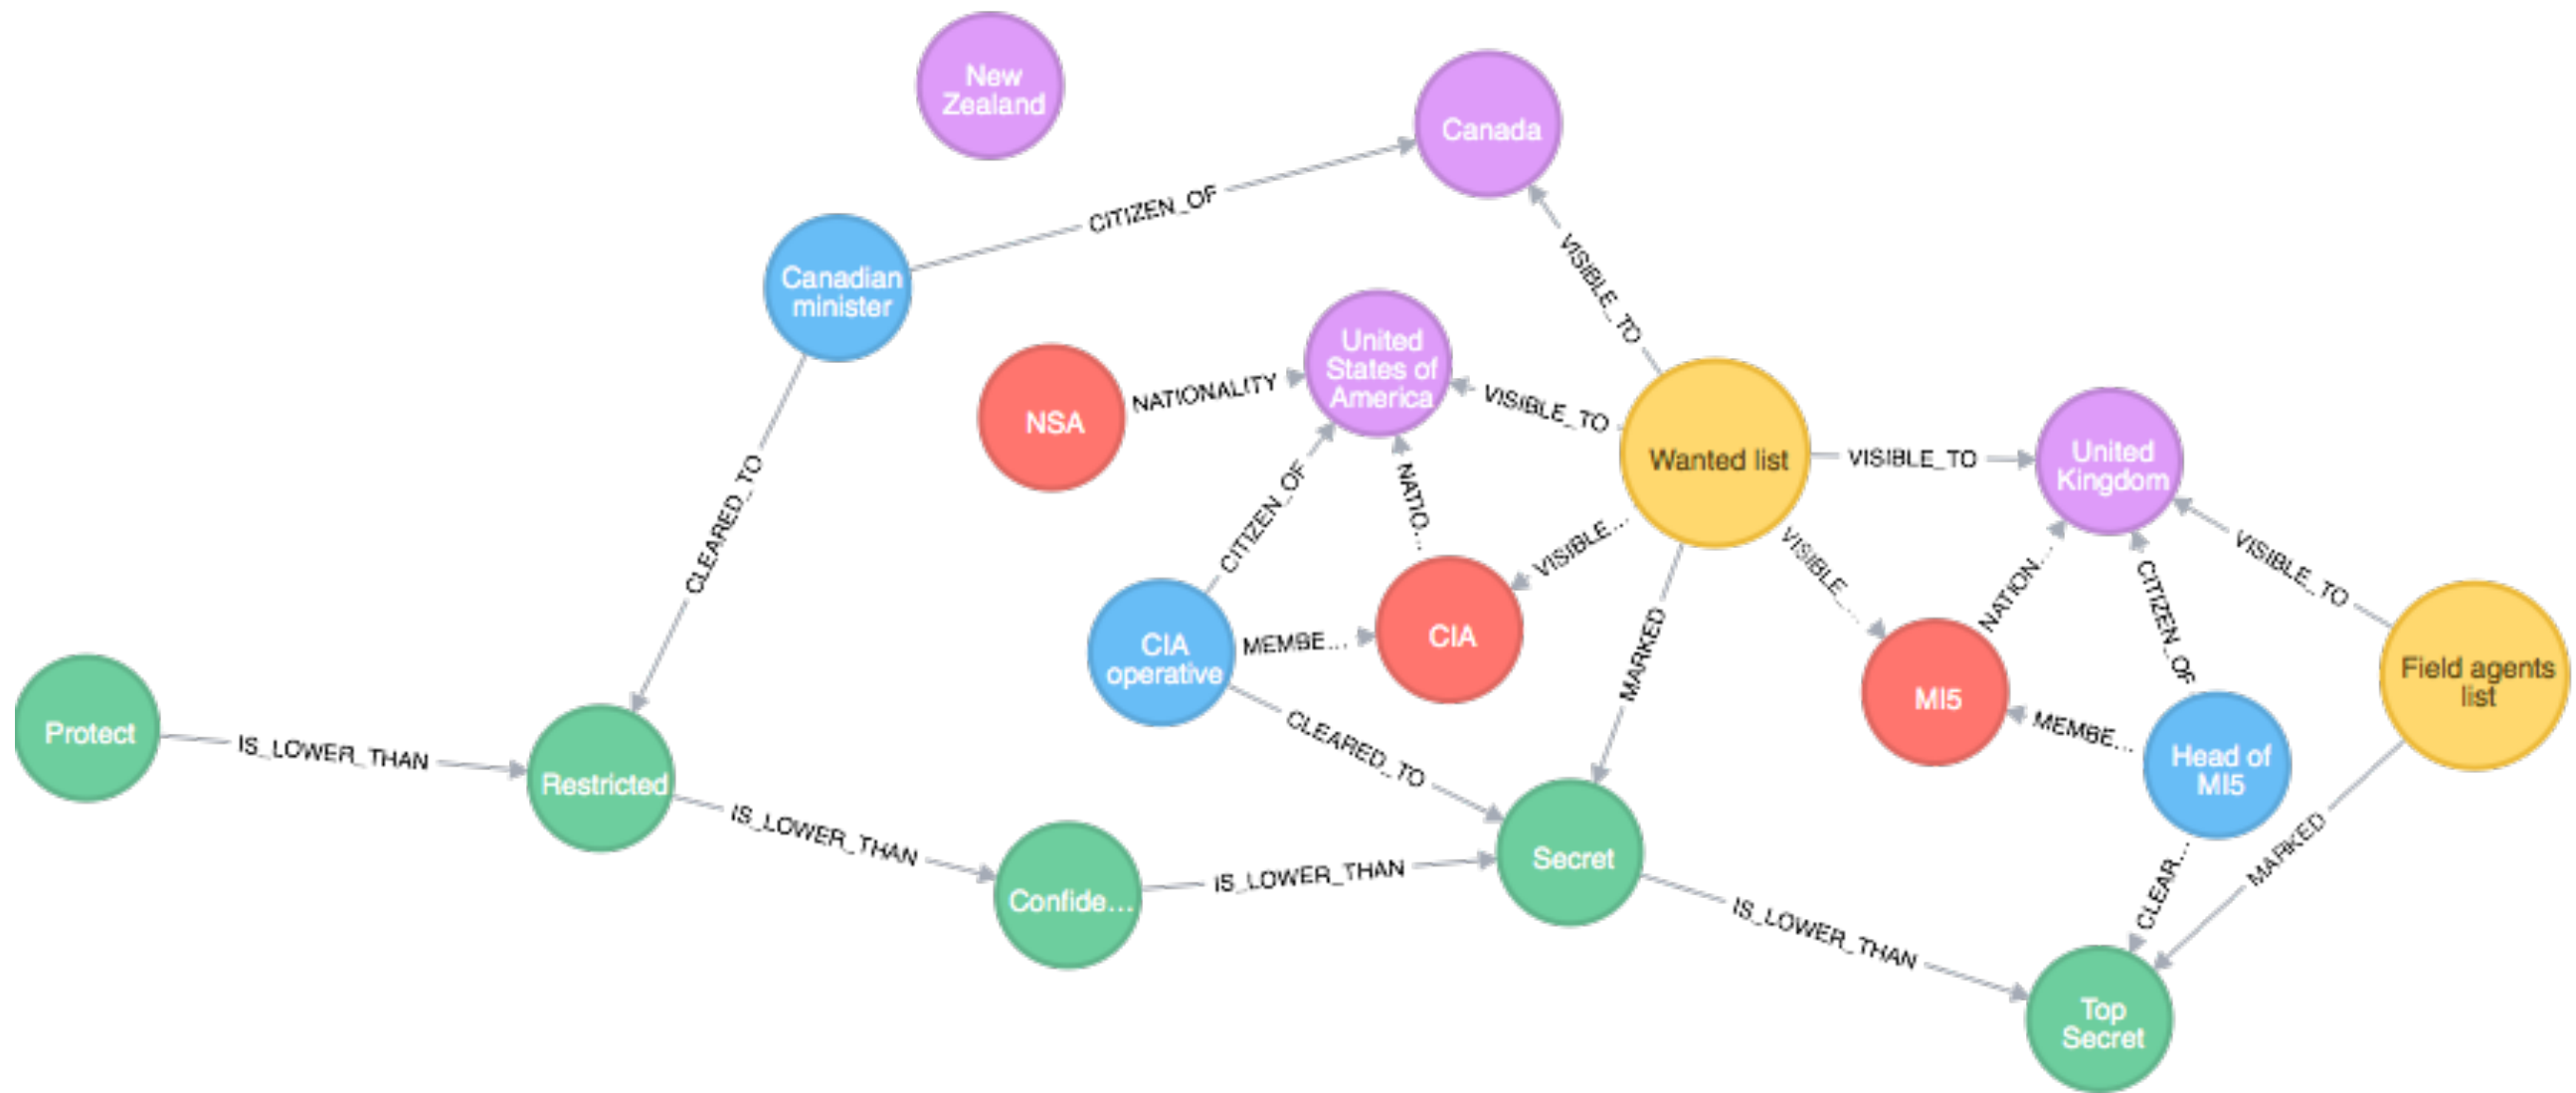 New
Zealand
Canada
CITIZEN_OF
Canadian
minister
VISIBLE_TO
United
States of
America
NSA
NATIONALITY
VISIBLE_TO
Wanted list
VISIBLE_TO
United
Kingdom
CLEARED_TO
CITIZEN_OF
NATIO...
VISIBLE...
VISIBLE_...
NATION...
CITIZEN_OF
VISIBLE_TO
CIA
operative
MEMBE...
CIA
MARKED
MI5
MEMBE...
Head of
MI5
Field agents
list
Protect
IS_LOWER_THAN
Restricted
CLEARED_TO
IS_LOWER_THAN
Confide...
IS_LOWER_THAN
Secret
IS_LOWER_THAN
CLEAR...
MARKED
Top
Secret